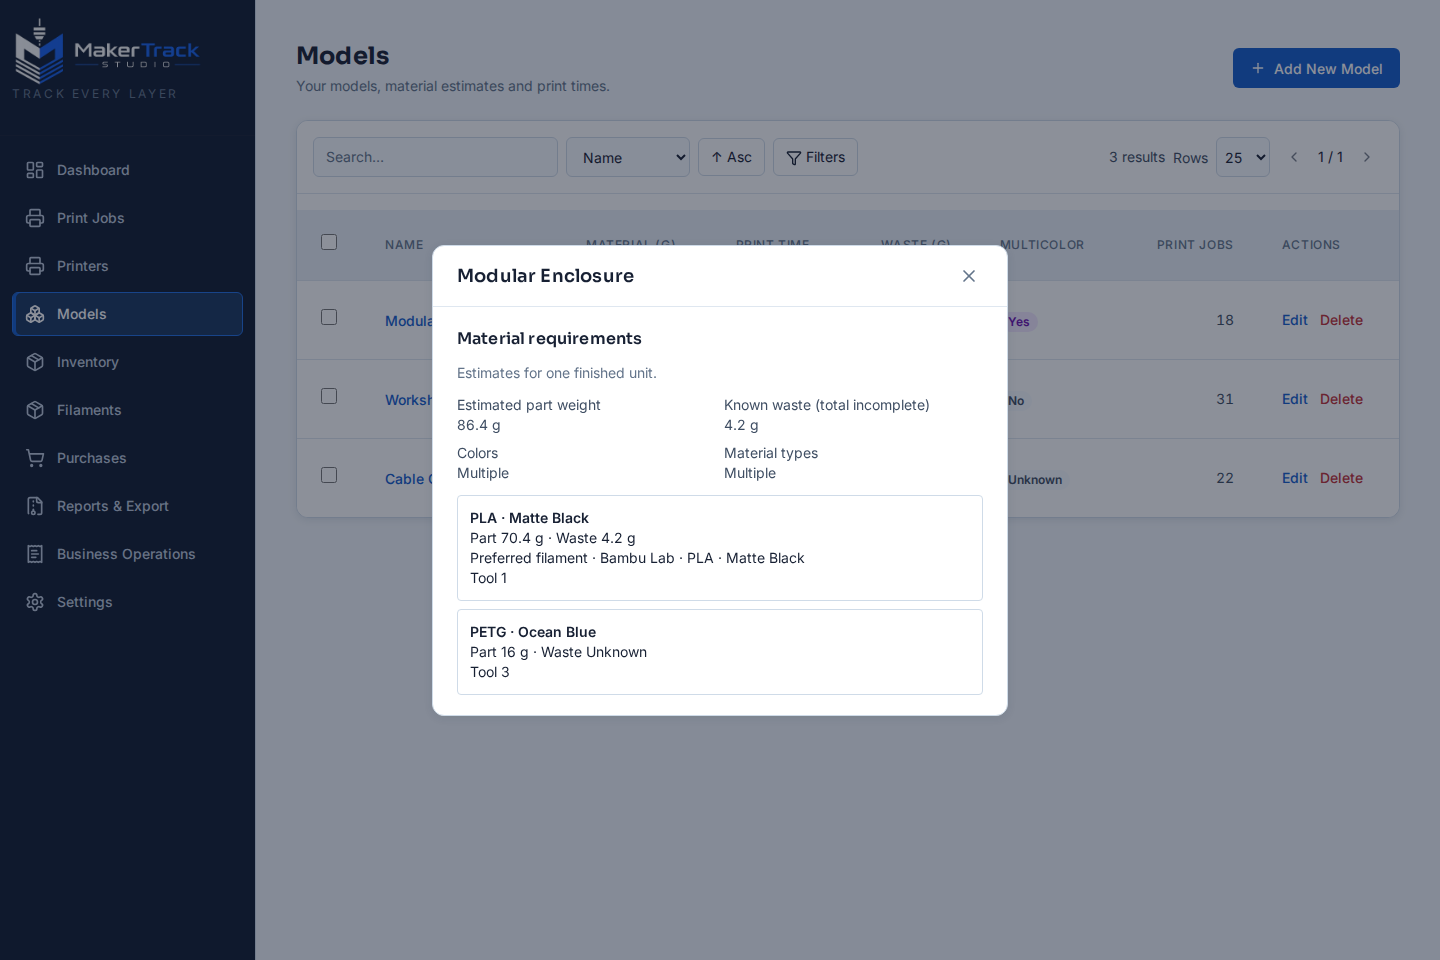 MakerTrack
STUDIO
TRACK EVERY LAYER
Dashboard
Print Jobs
Printers
Models
Inventory
Filaments
Purchases
Reports & Export
Business Operations
Settings
Models
Your models, material estimates and print times.
+ Add New Model
Search...
Name
↑ Asc
Filters
3 results Rows 25 1 / 1
NAME MATERIAL (G) PRINT TIME WASTE (G) MULTICOLOR PRINT JOBS ACTIONS
Yes 18 Edit Delete
No 31 Edit Delete
Cable Unknown 22 Edit Delete
Modular Enclosure
Material requirements
Estimates for one finished unit.
Estimated part weight
86.4 g
Known waste (total incomplete)
4.2 g
Colors
Multiple
Material types
Multiple
PLA · Matte Black
Part 70.4 g · Waste 4.2 g
Preferred filament · Bambu Lab · PLA · Matte Black
Tool 1
PETG · Ocean Blue
Part 16 g · Waste Unknown
Tool 3